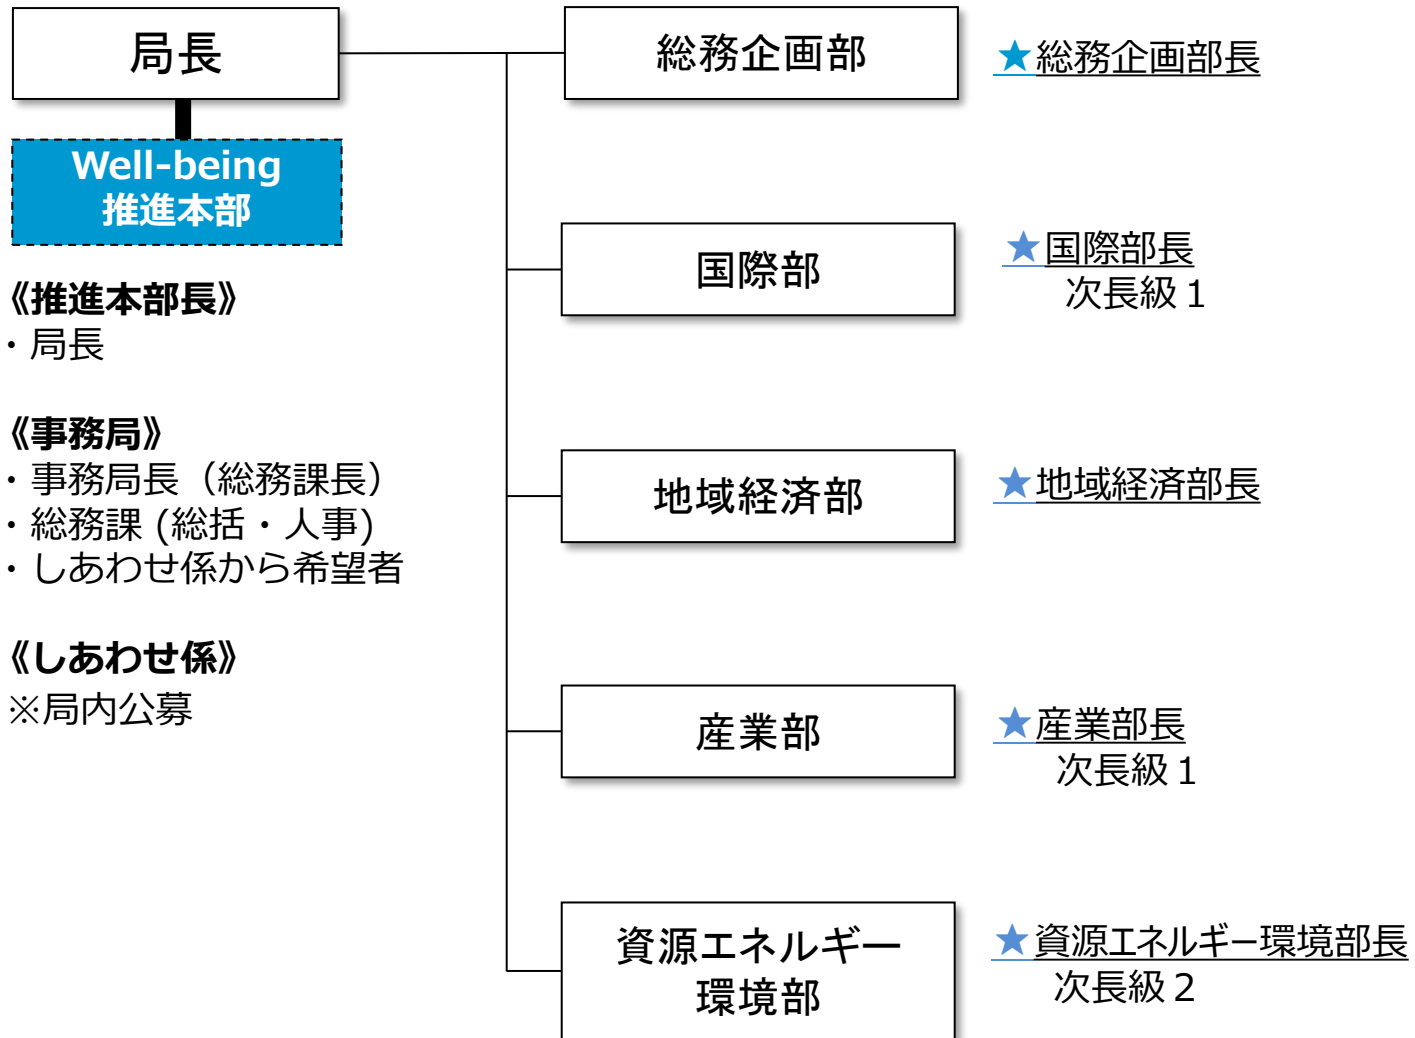 局長
Well-being
推進本部
《推進本部長》
・局長
《事務局》
・事務局長（総務課長）
・総務課 (総括・人事)
・しあわせ係から希望者
《しあわせ係》
※局内公募
総務企画部
★総務企画部長
国際部
★国際部長
次長級１
地域経済部
★地域経済部長
産業部
★産業部長
次長級１
資源エネルギー
環境部
★資源エネルギー環境部長
次長級２